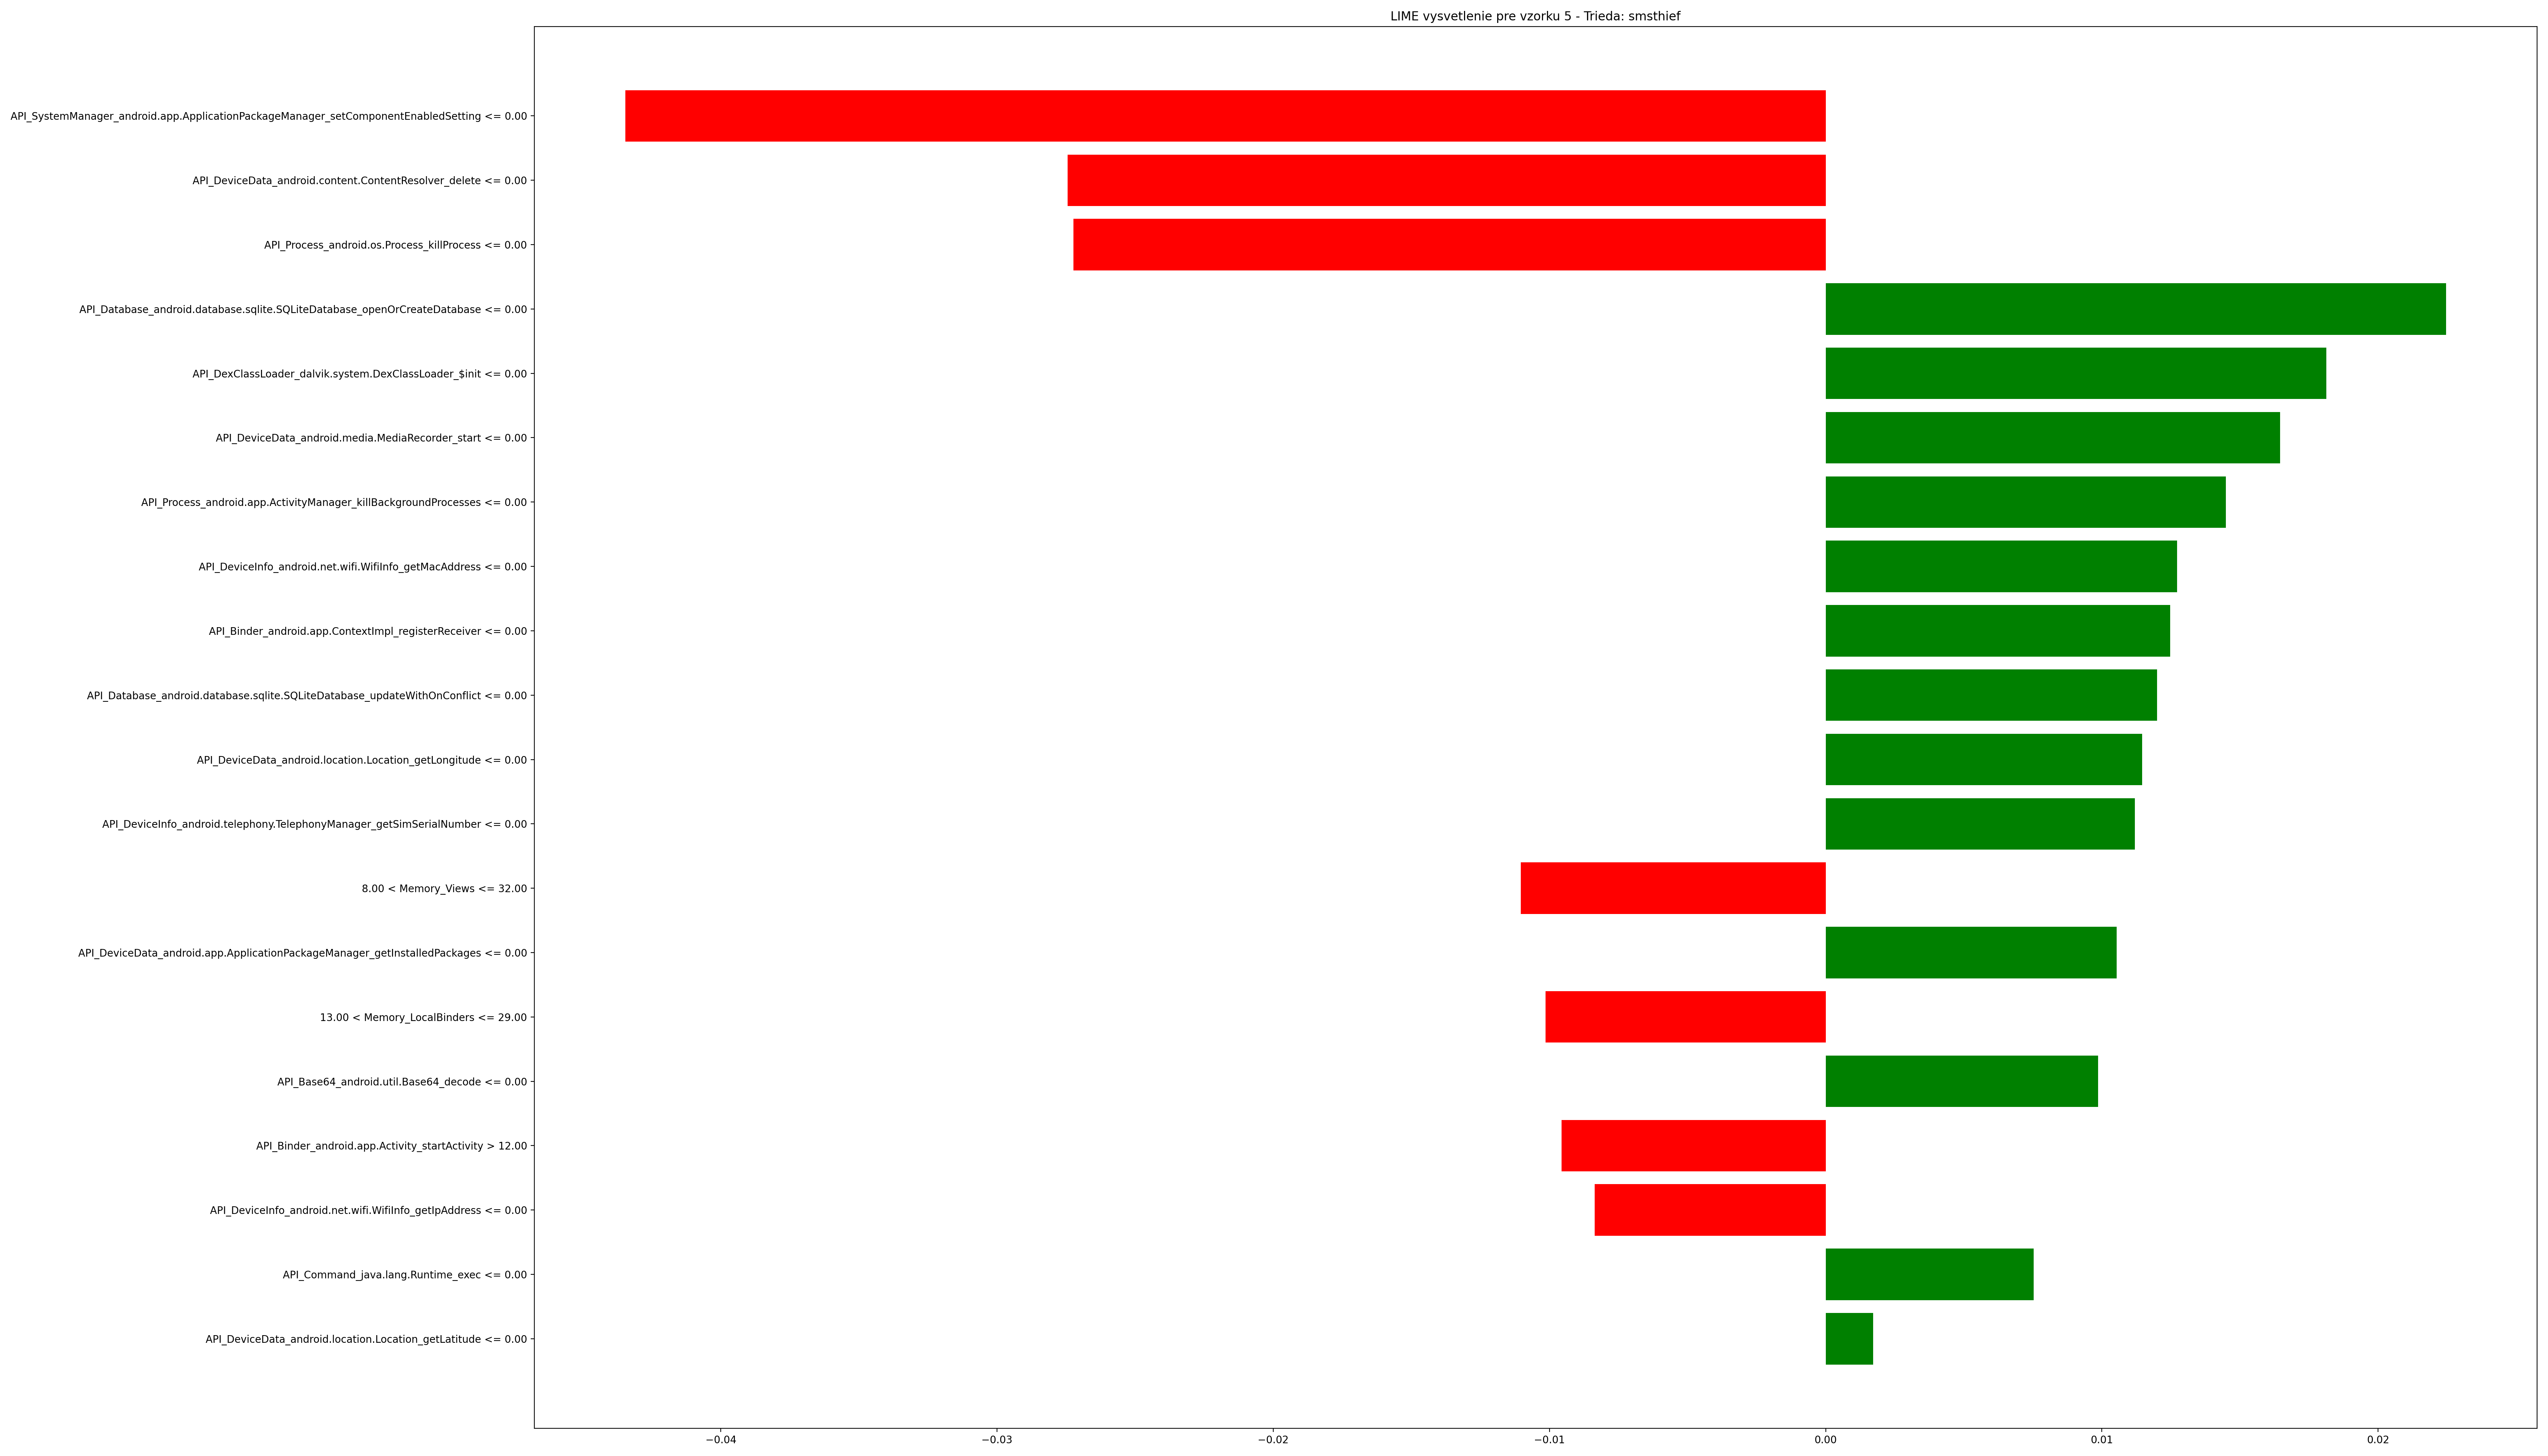 LIME vysvetlenie pre vzorku 5 - Trieda: smsthief
API_SystemManager_android.app.ApplicationPackageManager_setComponentEnabledSetting <= 0.00
API_DeviceData_android.content.ContentResolver_delete <= 0.00
API_Process_android.os.Process_killProcess <= 0.00
API_Database_android.database.sqlite.SQLiteDatabase_openOrCreateDatabase <= 0.00
API_DexClassLoader_dalvik.system.DexClassLoader_$init <= 0.00
API_DeviceData_android.media.MediaRecorder_start <= 0.00
API_Process_android.app.ActivityManager_killBackgroundProcesses <= 0.00
API_DeviceInfo_android.net.wifi.WifiInfo_getMacAddress <= 0.00
API_Binder_android.app.ContextImpl_registerReceiver <= 0.00
API_Database_android.database.sqlite.SQLiteDatabase_updateWithOnConflict <= 0.00
API_DeviceData_android.location.Location_getLongitude <= 0.00
API_DeviceInfo_android.telephony.TelephonyManager_getSimSerialNumber <= 0.00
8.00 < Memory_Views <= 32.00
API_DeviceData_android.app.ApplicationPackageManager_getInstalledPackages <= 0.00
13.00 < Memory_LocalBinders <= 29.00
API_Base64_android.util.Base64_decode <= 0.00
API_Binder_android.app.Activity_startActivity > 12.00
API_DeviceInfo_android.net.wifi.WifiInfo_getIpAddress <= 0.00
API_Command_java.lang.Runtime_exec <= 0.00
API_DeviceData_android.location.Location_getLatitude <= 0.00
−0.04 −0.03 −0.02 −0.01 0.00 0.01 0.02